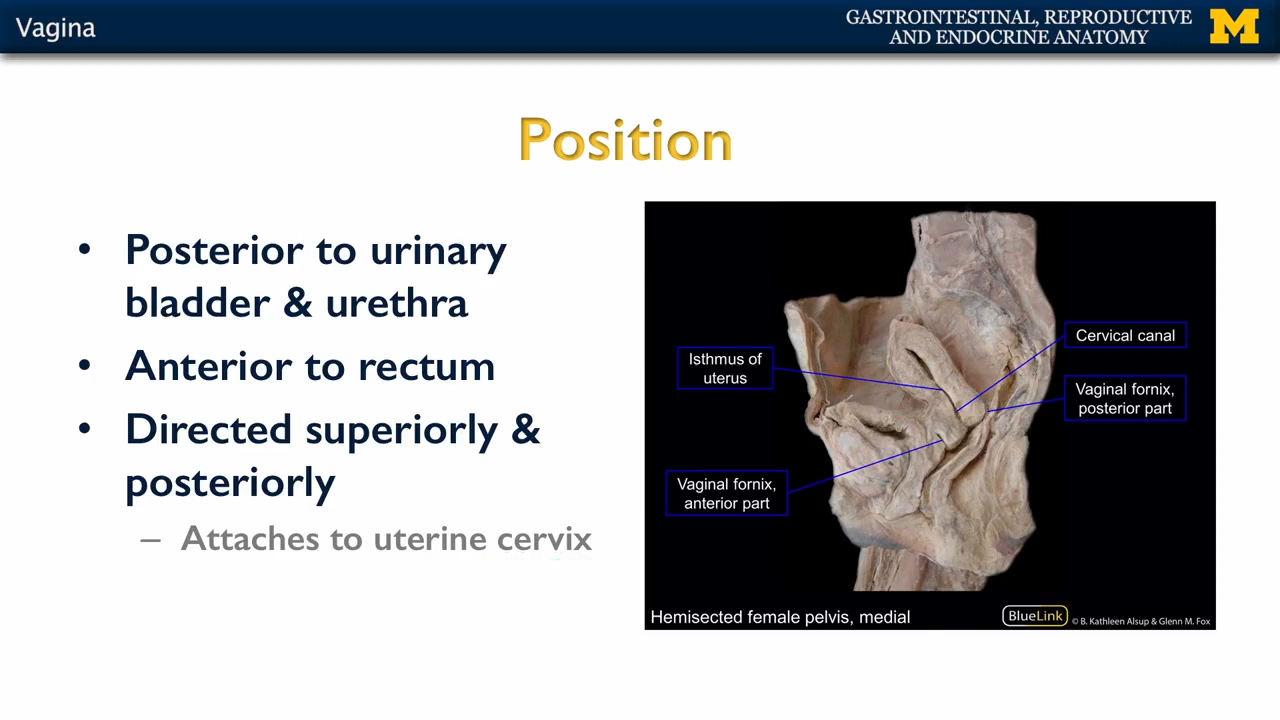 Vagina
GASTROINTESTINAL, REPRODUCTIVE
AND ENDOCRINE ANATOMY
M
Position
• Posterior to urinary
bladder & urethra
• Anterior to rectum
• Directed superiorly &
posteriorly
– Attaches to uterine cervix
Isthmus of
uterus
Vaginal fornix,
anterior part
Cervical canal
Vaginal fornix,
posterior part
Hemisected female pelvis, medial
BlueLink
© B. Kathleen Alsup & Glenn M. Fox